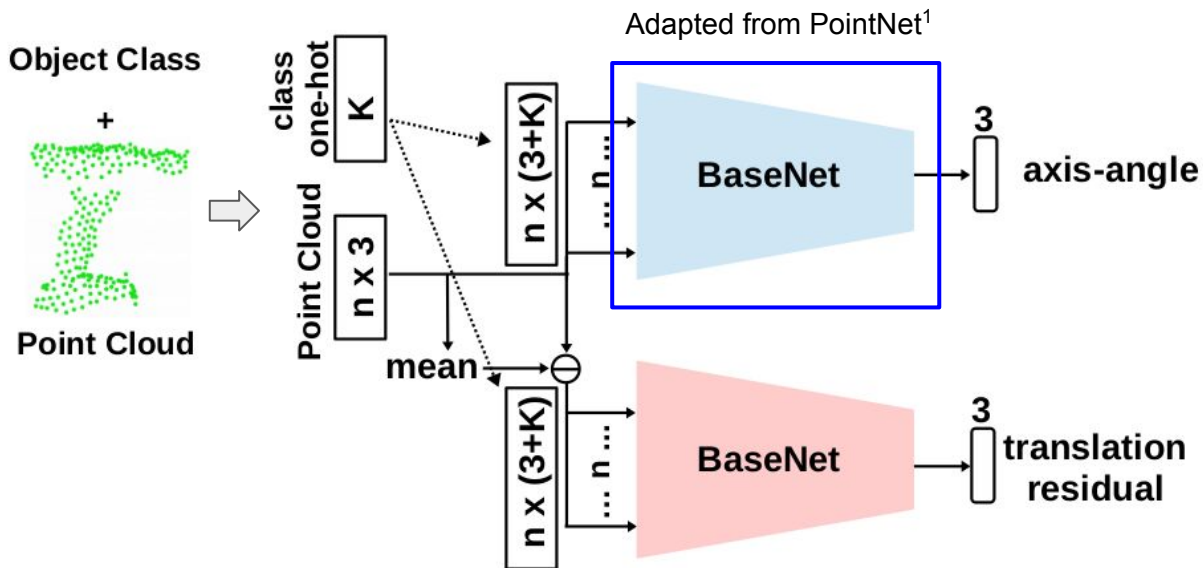 Adapted from PointNet1
Object Class
+
Point Cloud
class
one-hot
K
Point Cloud
n x 3
mean
n x (3+K)
... n ...
BaseNet
3
axis-angle
n x (3+K)
... n ...
BaseNet
3
translation
residual